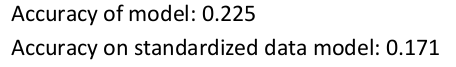 Accuracy of model: 0.225
Accuracy on standardized data model: 0.171